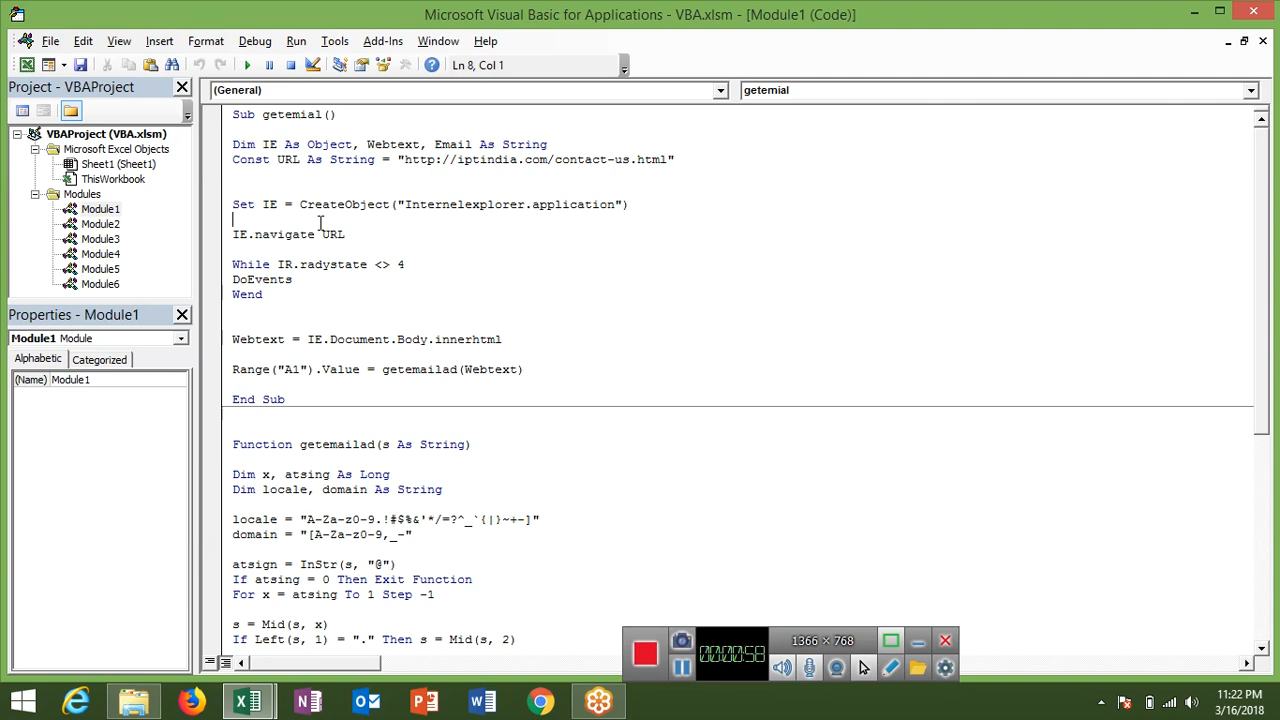 Microsoft Visual Basic for Applications - VBA.xlsm - [Module1 (Code)]
File Edit View Insert Format Debug Run Tools Add-Ins Window Help
Ln 8, Col 1
Project - VBAProject
(General)
getemial
VBAProject (VBA.xlsm)
Microsoft Excel Objects
Sheet1 (Sheet1)
ThisWorkbook
Modules
Module1
Module2
Module3
Module4
Module5
Module6
Properties - Module1
Module1 Module
Alphabetic Categorized
(Name) Module1
Sub getemial()
Dim IE As Object, Webtext, Email As String
Const URL As String = "http://iptindia.com/contact-us.html"
Set IE = CreateObject("Internelexplorer.application")
IE.navigate URL
While IR.radystate <> 4
DoEvents
Wend
Webtext = IE.Document.Body.innerhtml
Range("A1").Value = getemailad(Webtext)
End Sub
Function getemailad(s As String)
Dim x, atsing As Long
Dim locale, domain As String
locale = "A-Za-z0-9.!#$%&'*/=?^_`{|}~+-]"
domain = "[A-Za-z0-9,_-"
atsign = InStr(s, "@")
If atsing = 0 Then Exit Function
For x = atsing To 1 Step -1
s = Mid(s, x)
If Left(s, 1) = "." Then s = Mid(s, 2)
00:00:58
1366 × 768
11:22 PM
3/16/2018